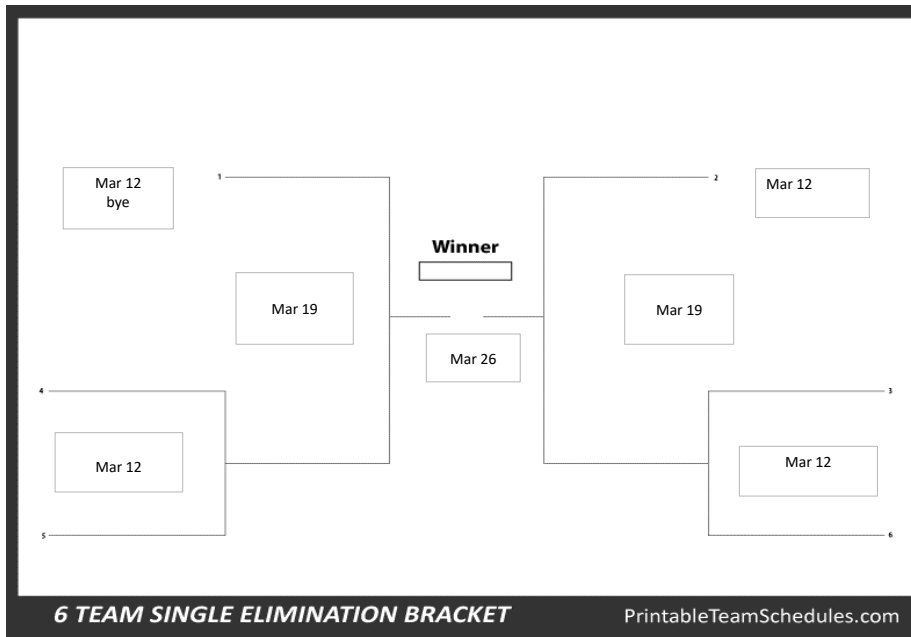 Mar 12
bye
1
2
Mar 12
Winner
Mar 19
Mar 19
Mar 26
4
3
Mar 12
Mar 12
5
6
6 TEAM SINGLE ELIMINATION BRACKET
PrintableTeamSchedules.com